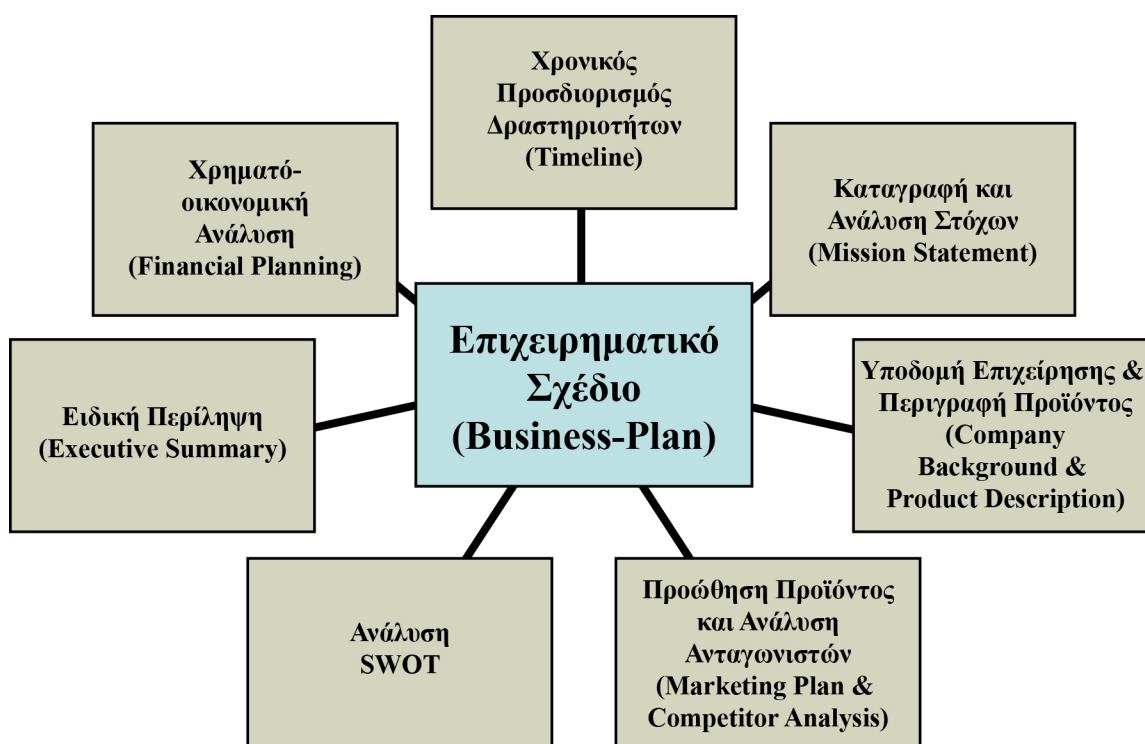 Χρονικός
Προσδιορισμός
Δραστηριοτήτων
(Timeline)
Χρηματό-
οικονομική
Ανάλυση
(Financial Planning)
Καταγραφή και
Ανάλυση Στόχων
(Mission Statement)
Επιχειρηματικό
Σχέδιο
(Business-Plan)
Ειδική Περίληψη
(Executive Summary)
Υποδομή Επιχείρησης &
Περιγραφή Προϊόντος
(Company
Background &
Product Description)
Ανάλυση
SWOT
Προώθηση Προϊόντος
και Ανάλυση
Ανταγωνιστών
(Marketing Plan &
Competitor Analysis)